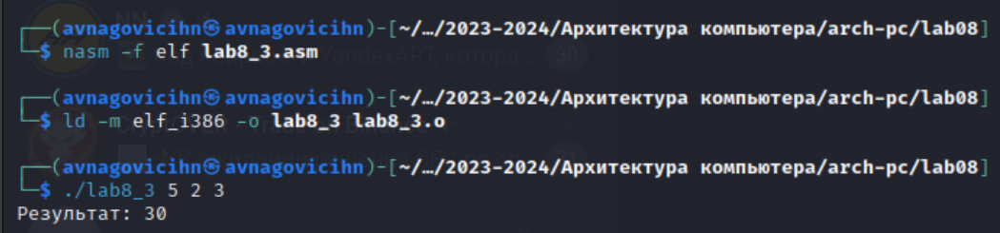 (avnagovicihn㉿avnagovicihn)-[~/…/2023-2024/Архитектура компьютера/arch-pc/lab08]
$ nasm -f elf lab8_3.asm
(avnagovicihn㉿avnagovicihn)-[~/…/2023-2024/Архитектура компьютера/arch-pc/lab08]
$ ld -m elf_i386 -o lab8_3 lab8_3.o
(avnagovicihn㉿avnagovicihn)-[~/…/2023-2024/Архитектура компьютера/arch-pc/lab08]
$ ./lab8_3 5 2 3
Результат: 30